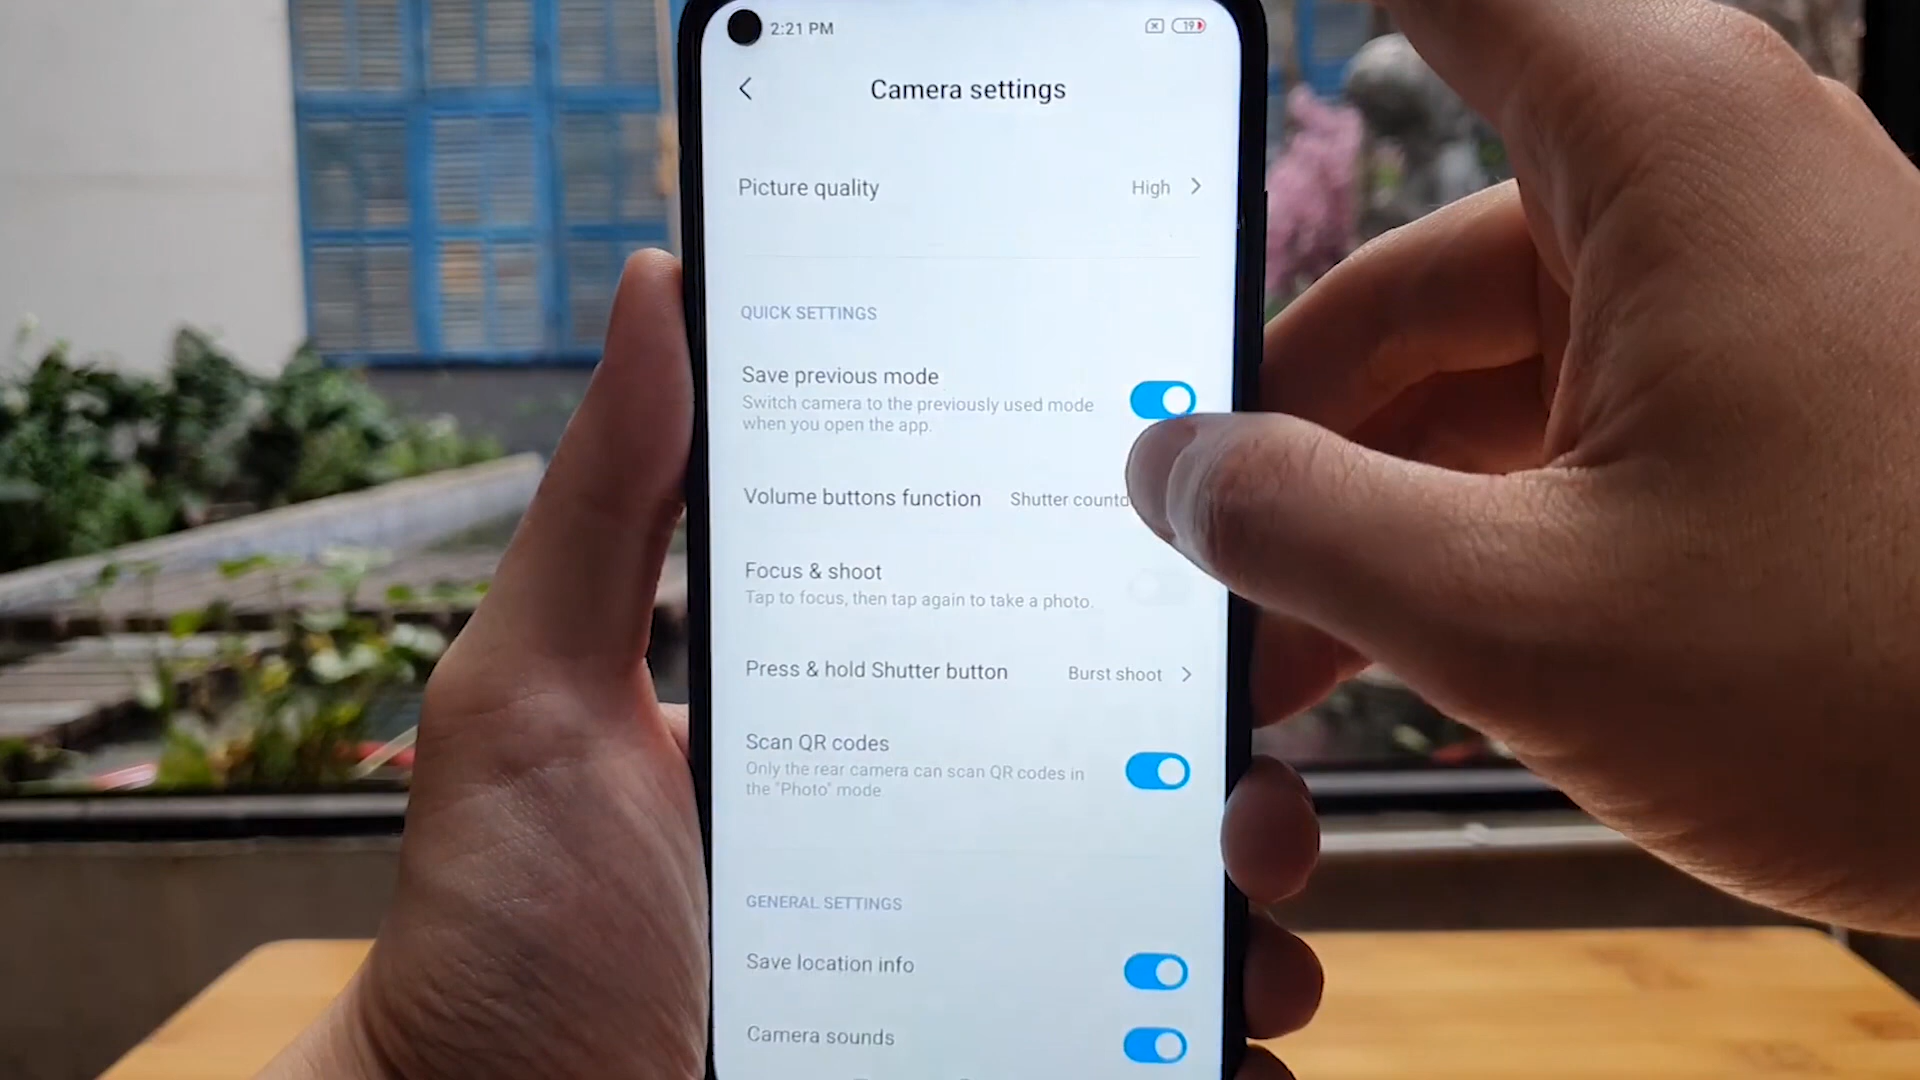 2:21 PM
19
Camera settings
Picture quality High
QUICK SETTINGS
Save previous mode
Switch camera to the previously used mode
when you open the app.
Volume buttons function Shutter countd
Focus & shoot
Tap to focus, then tap again to take a photo.
Press & hold Shutter button Burst shoot
Scan QR codes
Only the rear camera can scan QR codes in
the "Photo" mode
GENERAL SETTINGS
Save location info
Camera sounds